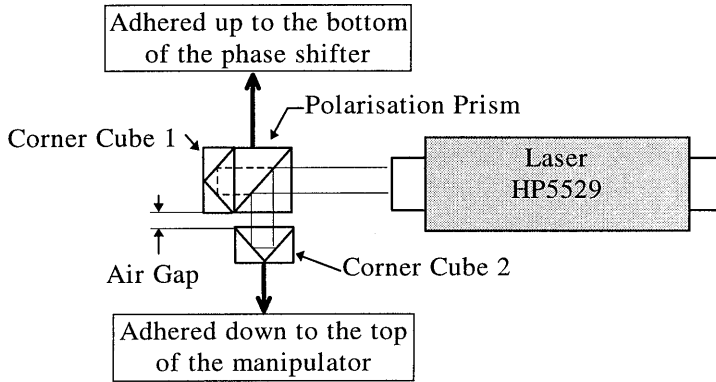 Adhered up to the bottom
of the phase shifter
Polarisation Prism
Corner Cube 1
Laser
HP5529
Air Gap
Corner Cube 2
Adhered down to the top
of the manipulator